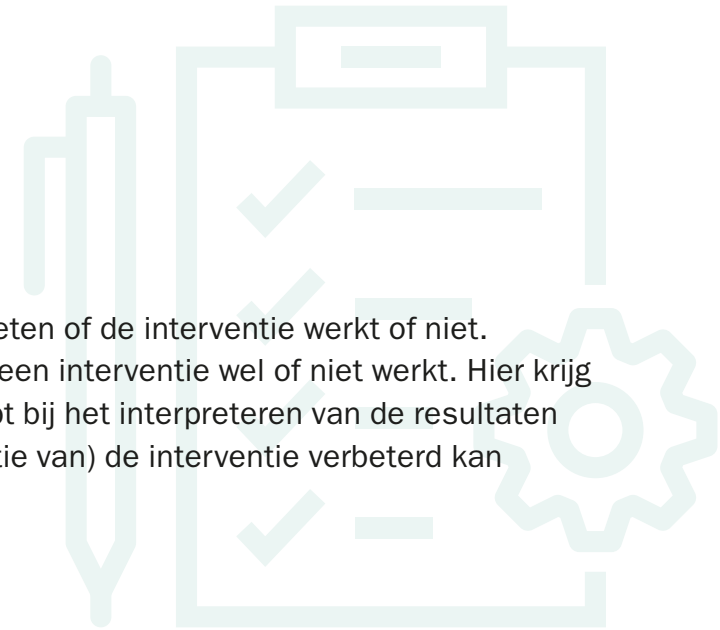 eten of de interventie werkt of niet.
een interventie wel of niet werkt. Hier krijg
ot bij het interpreteren van de resultaten
tie van) de interventie verbeterd kan